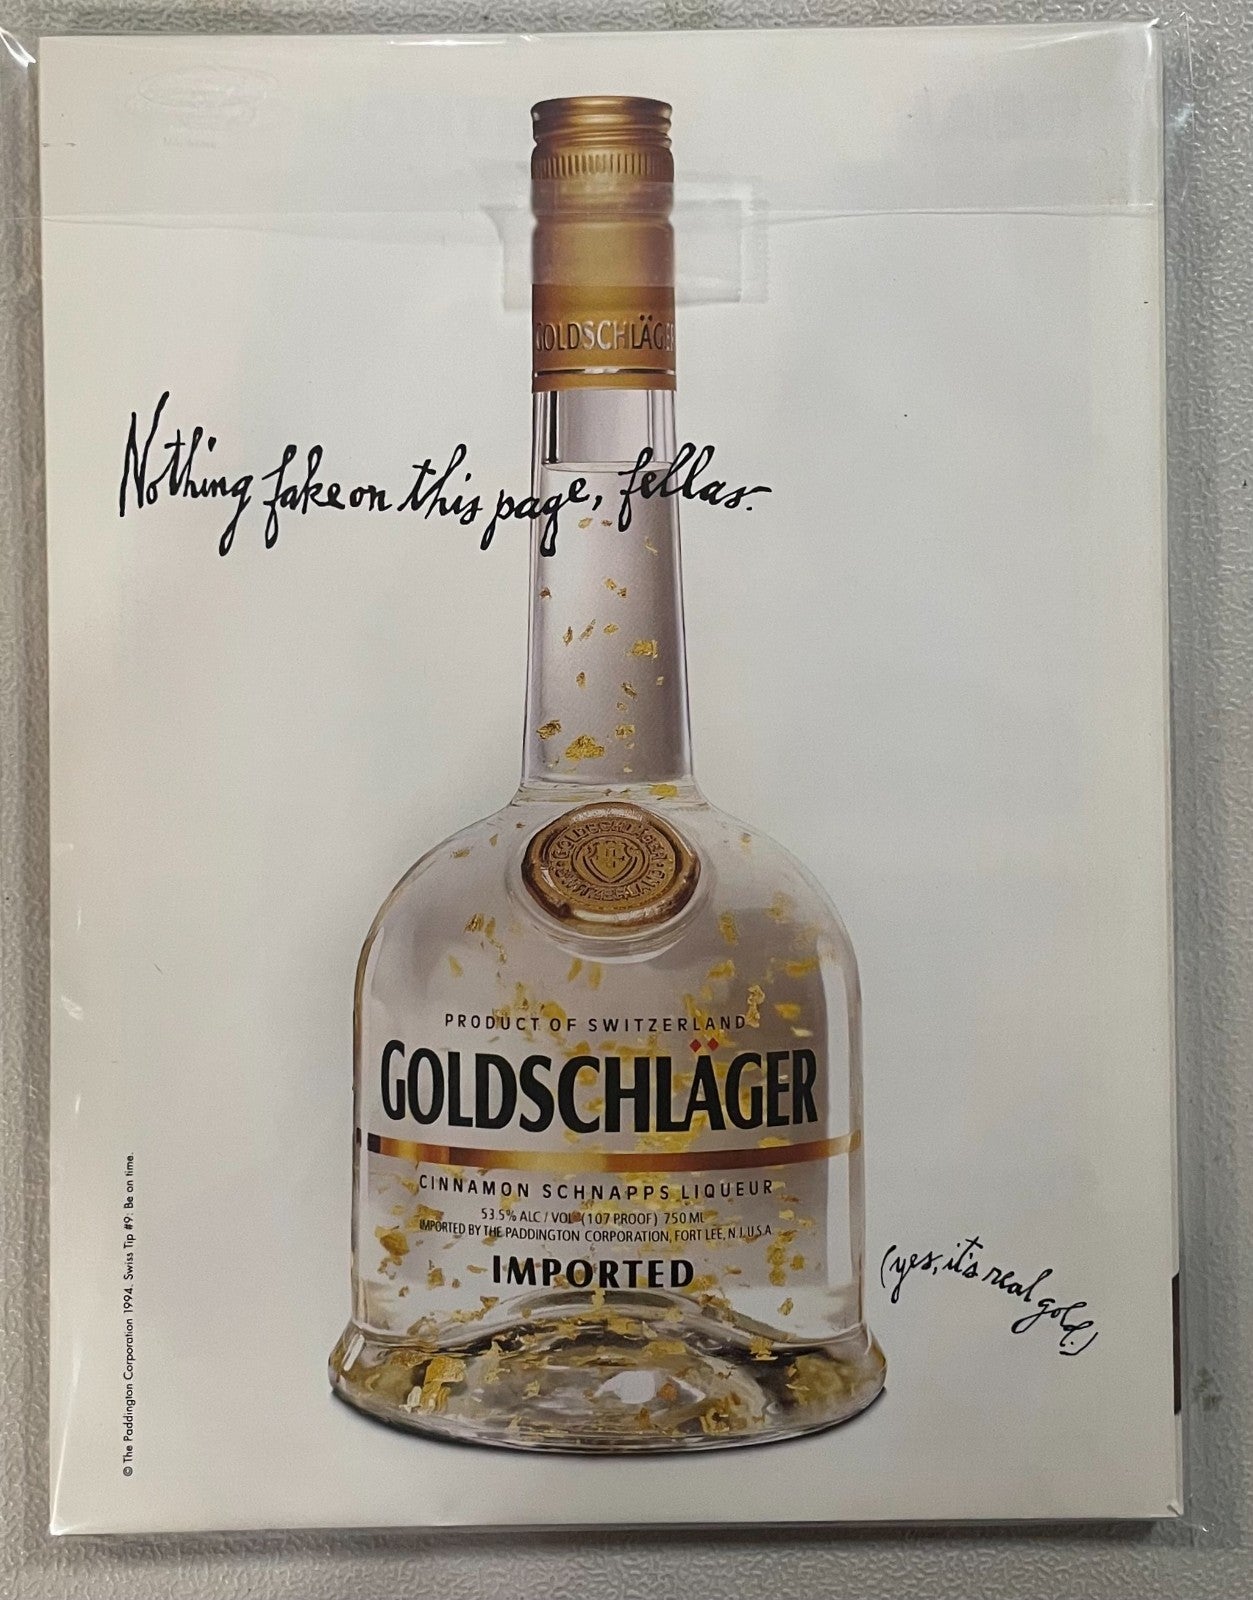 GOLDSCHLÄGER
Nothing fake on this page, fellas.
GOLDSCHLAGER
PRODUCT OF SWITZERLAND
GOLDSCHLÄGER
CINNAMON SCHNAPPS LIQUEUR
53.5% ALC / VOL (107 PROOF) 750 ML
IMPORTED BY THE PADDINGTON CORPORATION, FORT LEE, N.J. U.S.A.
IMPORTED
(yes, it's real gold.)
© The Paddington Corporation 1994. Swiss Tip #9: Be on time.